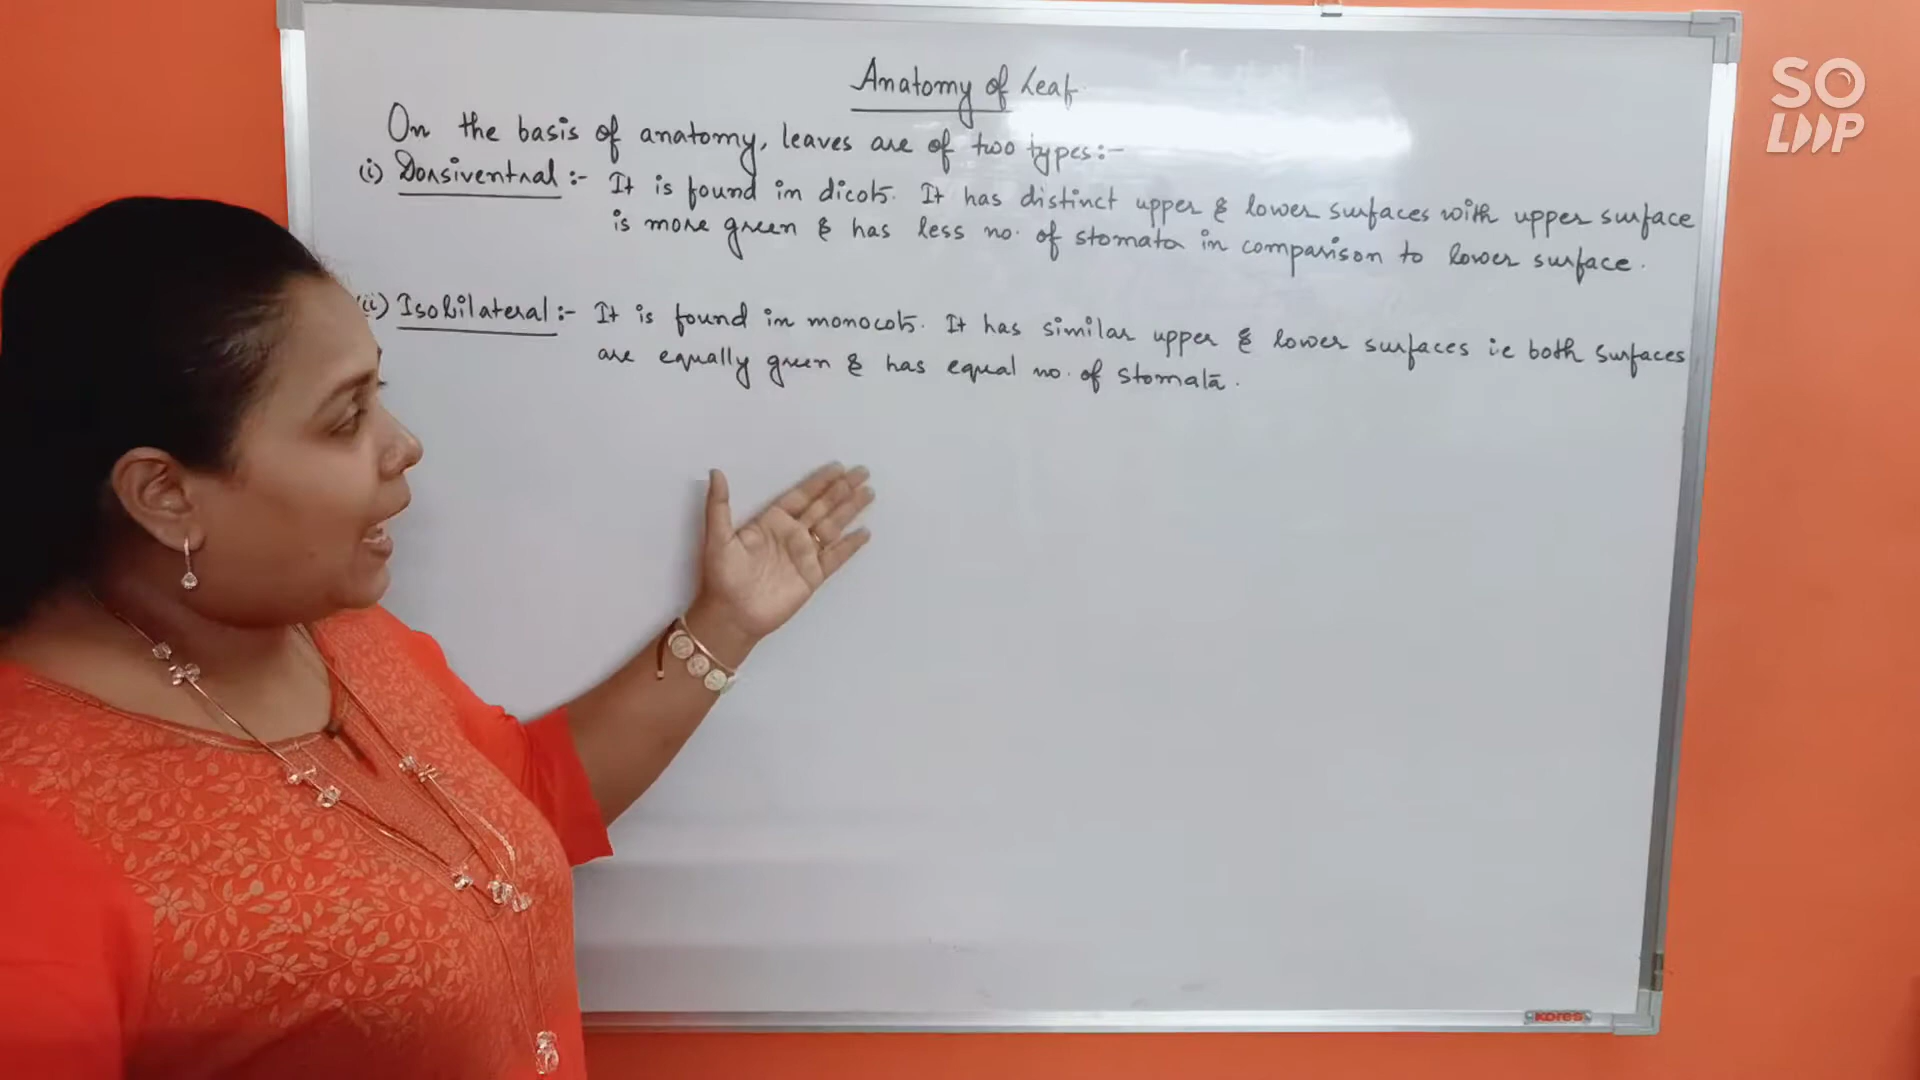 Anatomy of Leaf
On the basis of anatomy, leaves are of two types:-
(i) Dorsiventral :- It is found in dicots. It has distinct upper & lower surfaces with upper surface
is more green & has less no. of stomata in comparison to lower surface.
(ii) Isobilateral :- It is found in monocots. It has similar upper & lower surfaces ie both surfaces
are equally green & has equal no. of stomata.
SO
LOOP
KORES